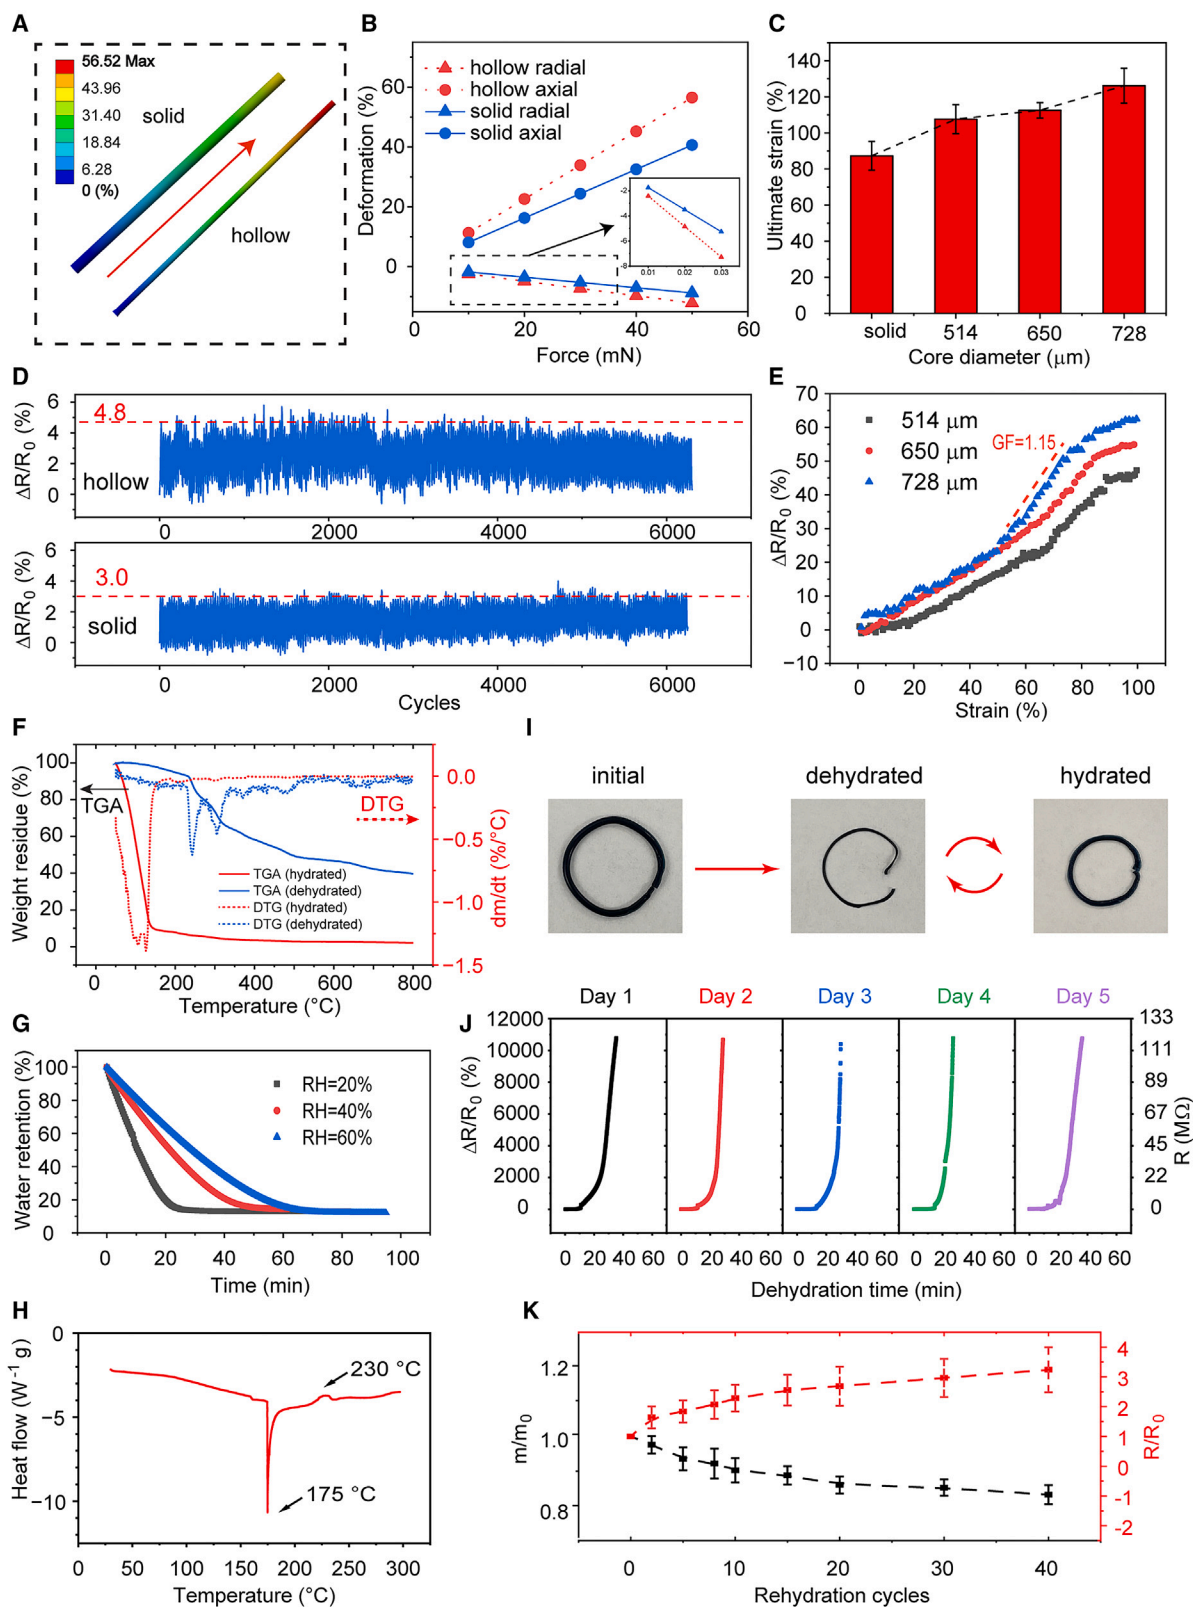 A
56.52 Max
43.96
31.40
18.84
6.28
0 (%)
solid
hollow
B
Deformation (%)
60
40
20
0
hollow radial
hollow axial
solid radial
solid axial
-2
-4
-6
-8
0.01 0.02 0.03
0 20 40 60
Force (mN)
C
Ultimate strain (%)
140
120
100
80
60
40
20
0
solid 514 650 728
Core diameter (μm)
D
ΔR/R0 (%)
6
4
2
0
4.8
hollow
0 2000 4000 6000
ΔR/R0 (%)
6
4
2
0
3.0
solid
0 2000 4000 6000
Cycles
E
ΔR/R0 (%)
70
60
50
40
30
20
10
0
−10
514 μm
650 μm
728 μm
GF=1.15
0 20 40 60 80 100
Strain (%)
F
Weight residue (%)
100
80
60
40
20
0
TGA
DTG
TGA (hydrated)
TGA (dehydrated)
DTG (hydrated)
DTG (dehydrated)
0.0
−0.5
−1.0
−1.5
dm/dt (%/°C)
0 200 400 600 800
Temperature (°C)
I
initial
dehydrated
hydrated
G
Water retention (%)
100
80
60
40
20
0
RH=20%
RH=40%
RH=60%
0 20 40 60 80 100
Time (min)
J
Day 1 Day 2 Day 3 Day 4 Day 5
ΔR/R0 (%)
12000
10000
8000
6000
4000
2000
0
133
111
89
67
45
22
0
R (MΩ)
0 20 40 60 0 20 40 60 0 20 40 60 0 20 40 60 0 20 40 60
Dehydration time (min)
H
Heat flow (W-1 g)
0
−5
−10
230 °C
175 °C
0 50 100 150 200 250 300
Temperature (°C)
K
m/m0
1.2
1.0
0.8
4
3
2
1
0
-1
-2
R/R0
0 10 20 30 40
Rehydration cycles